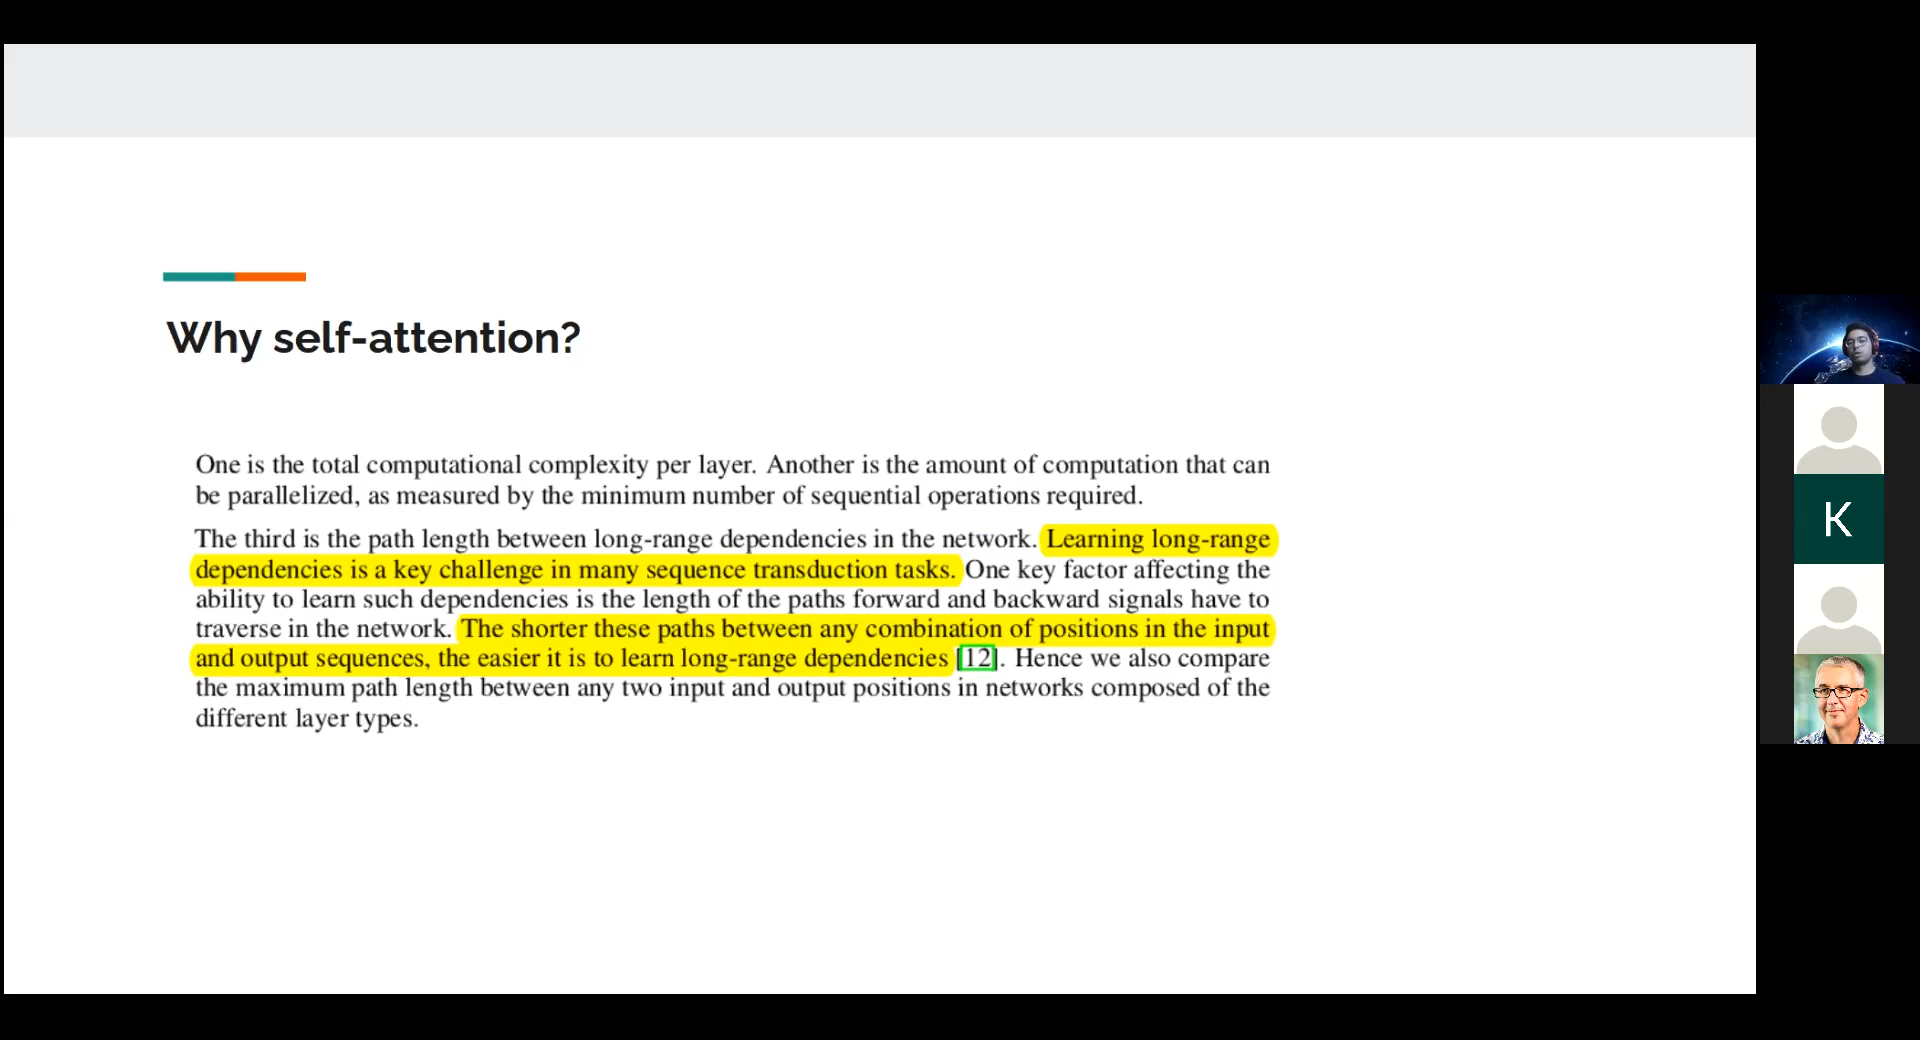 Why self-attention?
One is the total computational complexity per layer. Another is the amount of computation that can
be parallelized, as measured by the minimum number of sequential operations required.
The third is the path length between long-range dependencies in the network. Learning long-range
dependencies is a key challenge in many sequence transduction tasks. One key factor affecting the
ability to learn such dependencies is the length of the paths forward and backward signals have to
traverse in the network. The shorter these paths between any combination of positions in the input
and output sequences, the easier it is to learn long-range dependencies [12]. Hence we also compare
the maximum path length between any two input and output positions in networks composed of the
different layer types.
K